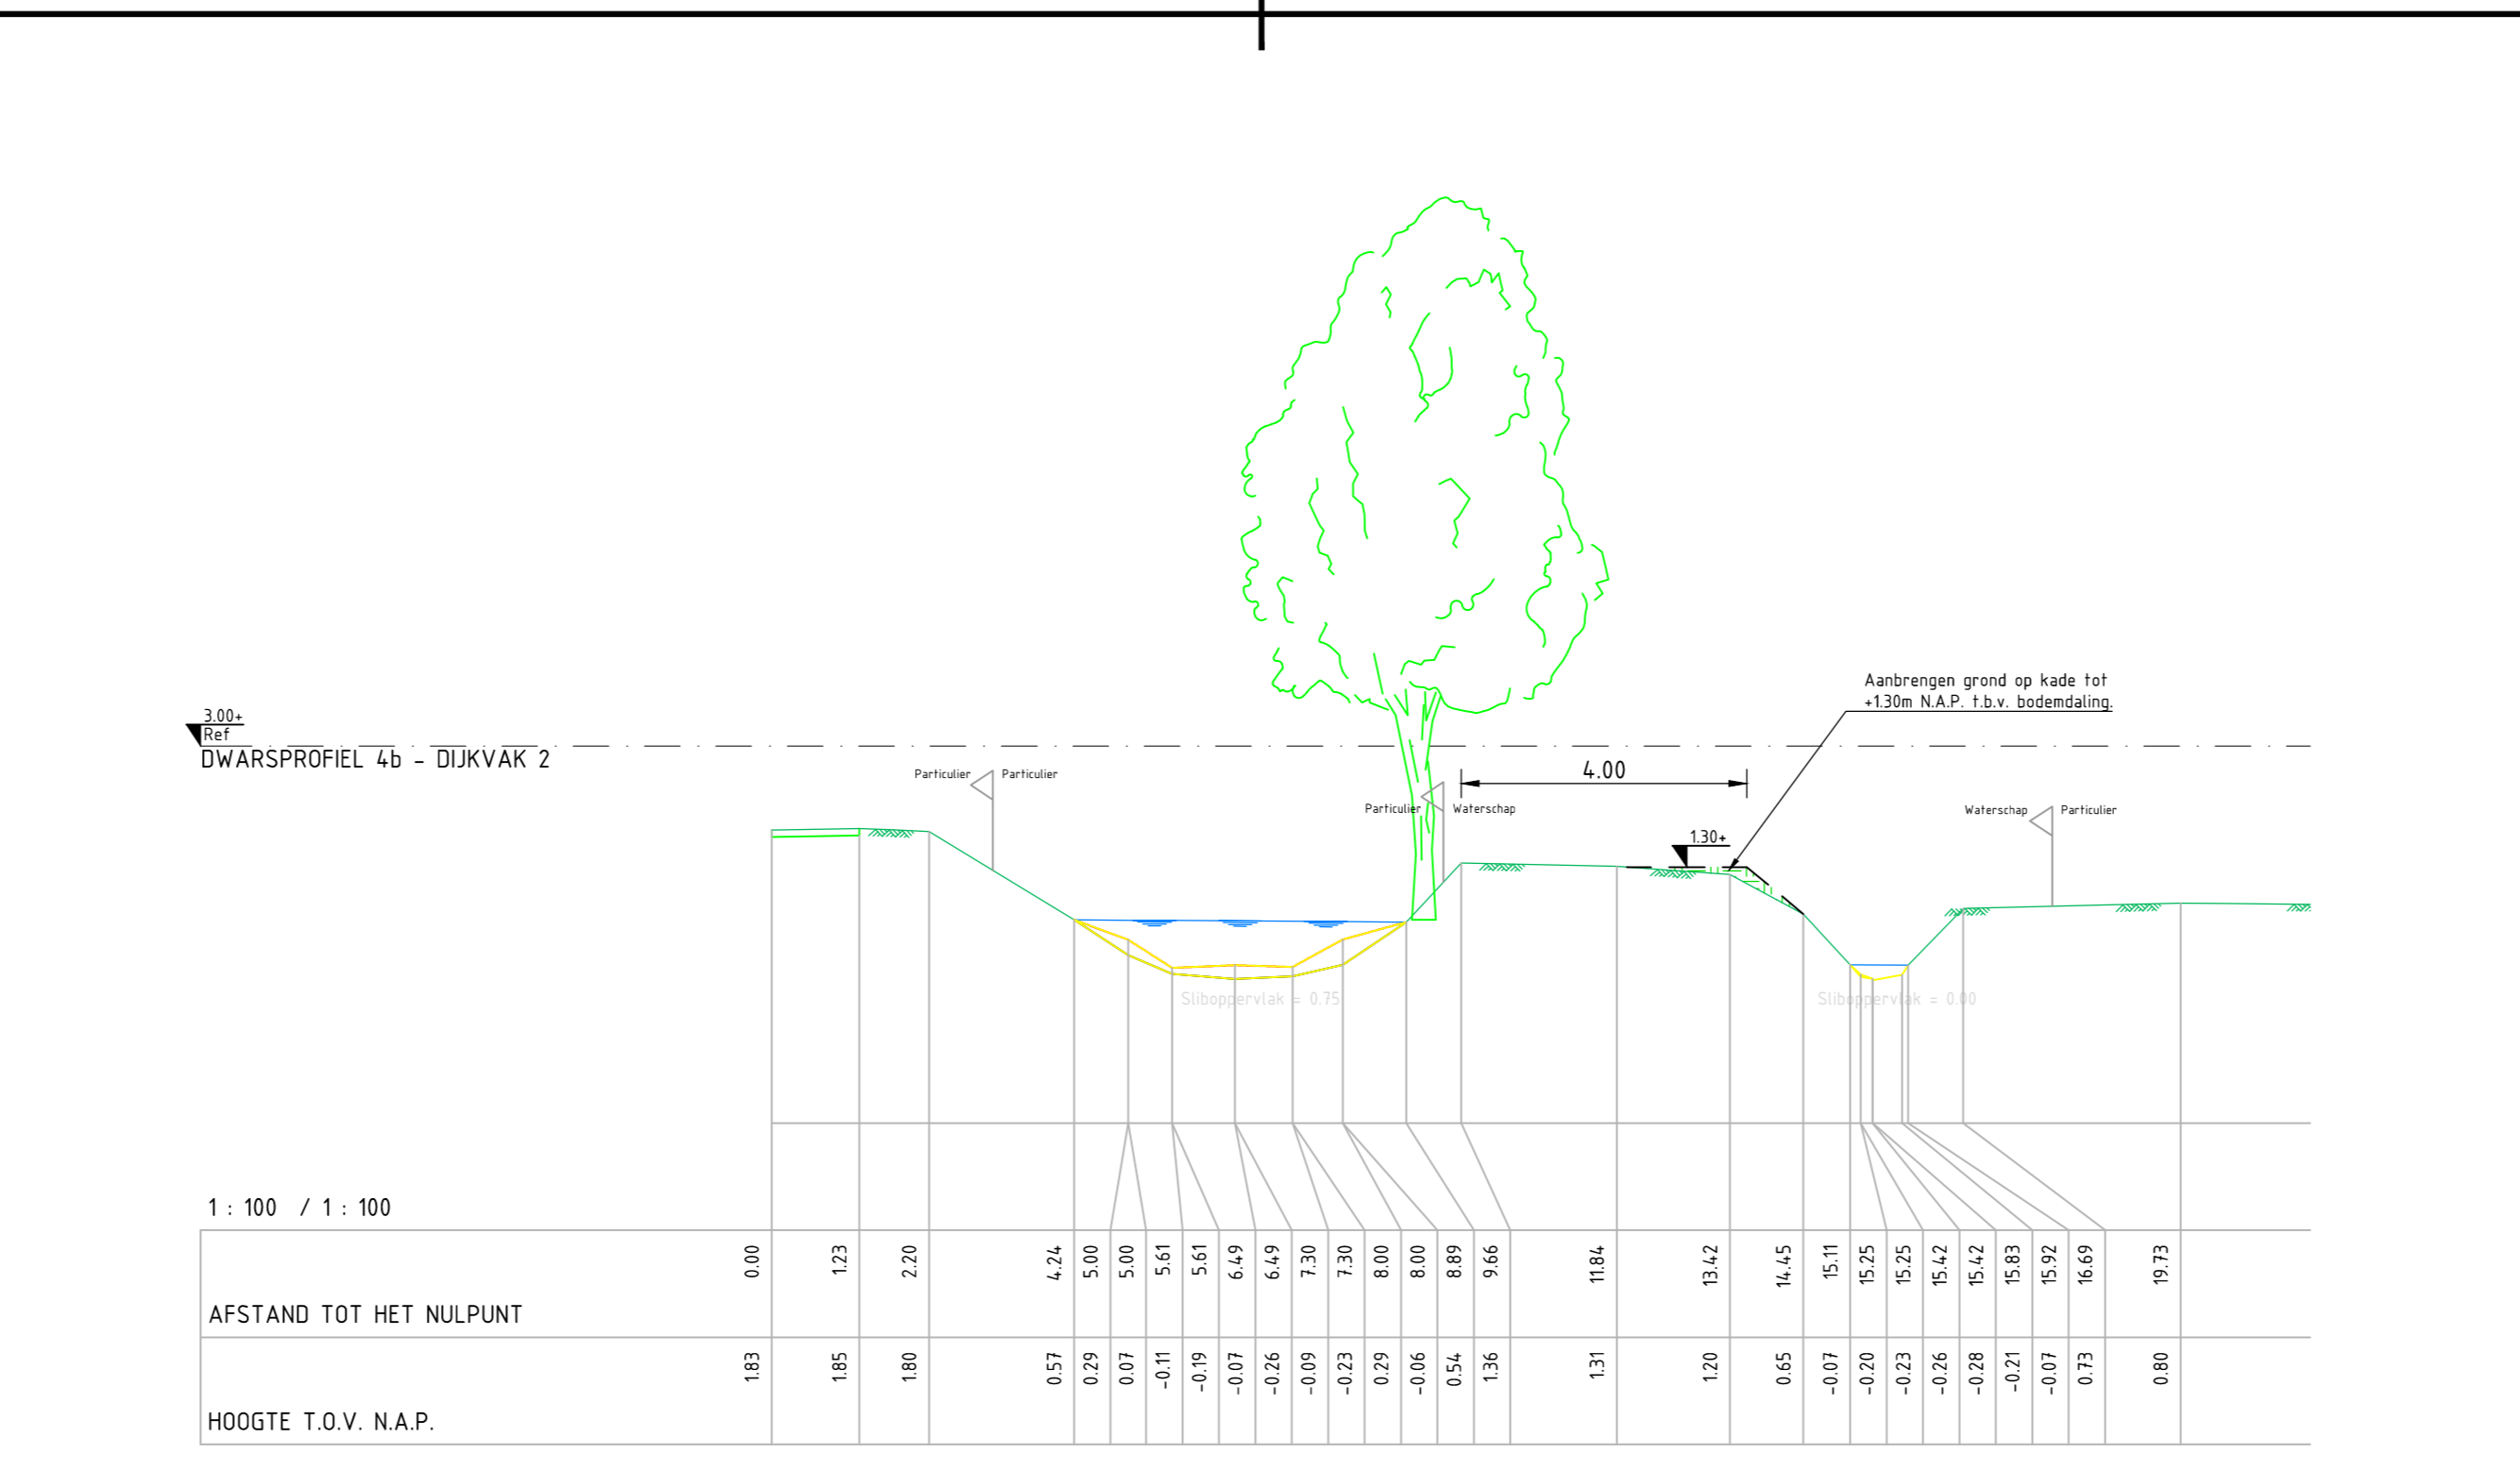 Aanbrengen grond op kade tot
+1.30m N.A.P. t.b.v. bodemdaling.
3.00+
Ref
DWARSPROFIEL 4b - DIJKVAK 2
Particulier Particulier
4.00
Particulier Waterschap
Waterschap Particulier
1.30+
Sliboppervlak = 0.75
Sliboppervlak = 0.00
1 : 100 / 1 : 100
AFSTAND TOT HET NULPUNT
0.00 1.23 2.20 4.24 5.00 5.00 5.61 5.61 6.49 6.49 7.30 7.30 8.00 8.00 8.89 9.66 11.84 13.42 14.45 15.11 15.25 15.25 15.42 15.42 15.83 15.92 16.69 19.73
HOOGTE T.O.V. N.A.P.
1.83 1.85 1.80 0.57 0.29 0.07 -0.11 -0.19 -0.07 -0.26 -0.09 -0.23 0.29 -0.06 0.54 1.36 1.31 1.20 0.65 -0.07 -0.20 -0.23 -0.26 -0.28 -0.21 -0.07 0.73 0.80